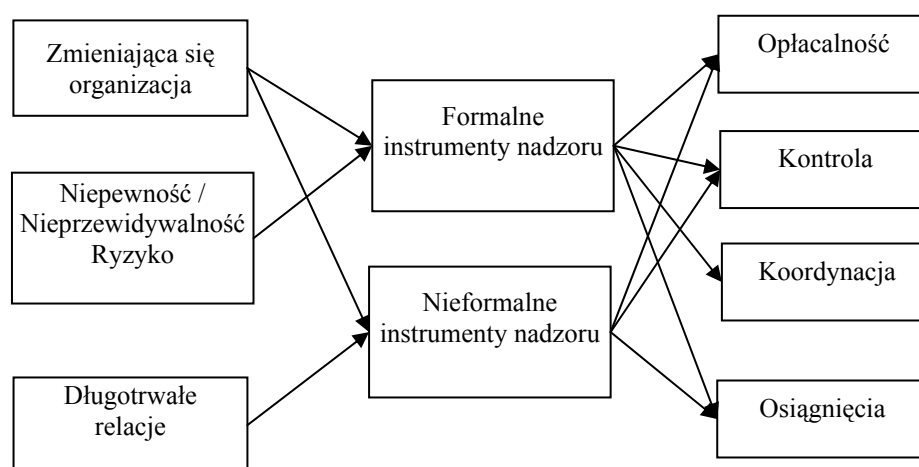 Zmieniająca się
organizacja
Niepewność /
Nieprzewidywalność
Ryzyko
Długotrwałe
relacje
Formalne
instrumenty nadzoru
Nieformalne
instrumenty nadzoru
Opłacalność
Kontrola
Koordynacja
Osiągnięcia